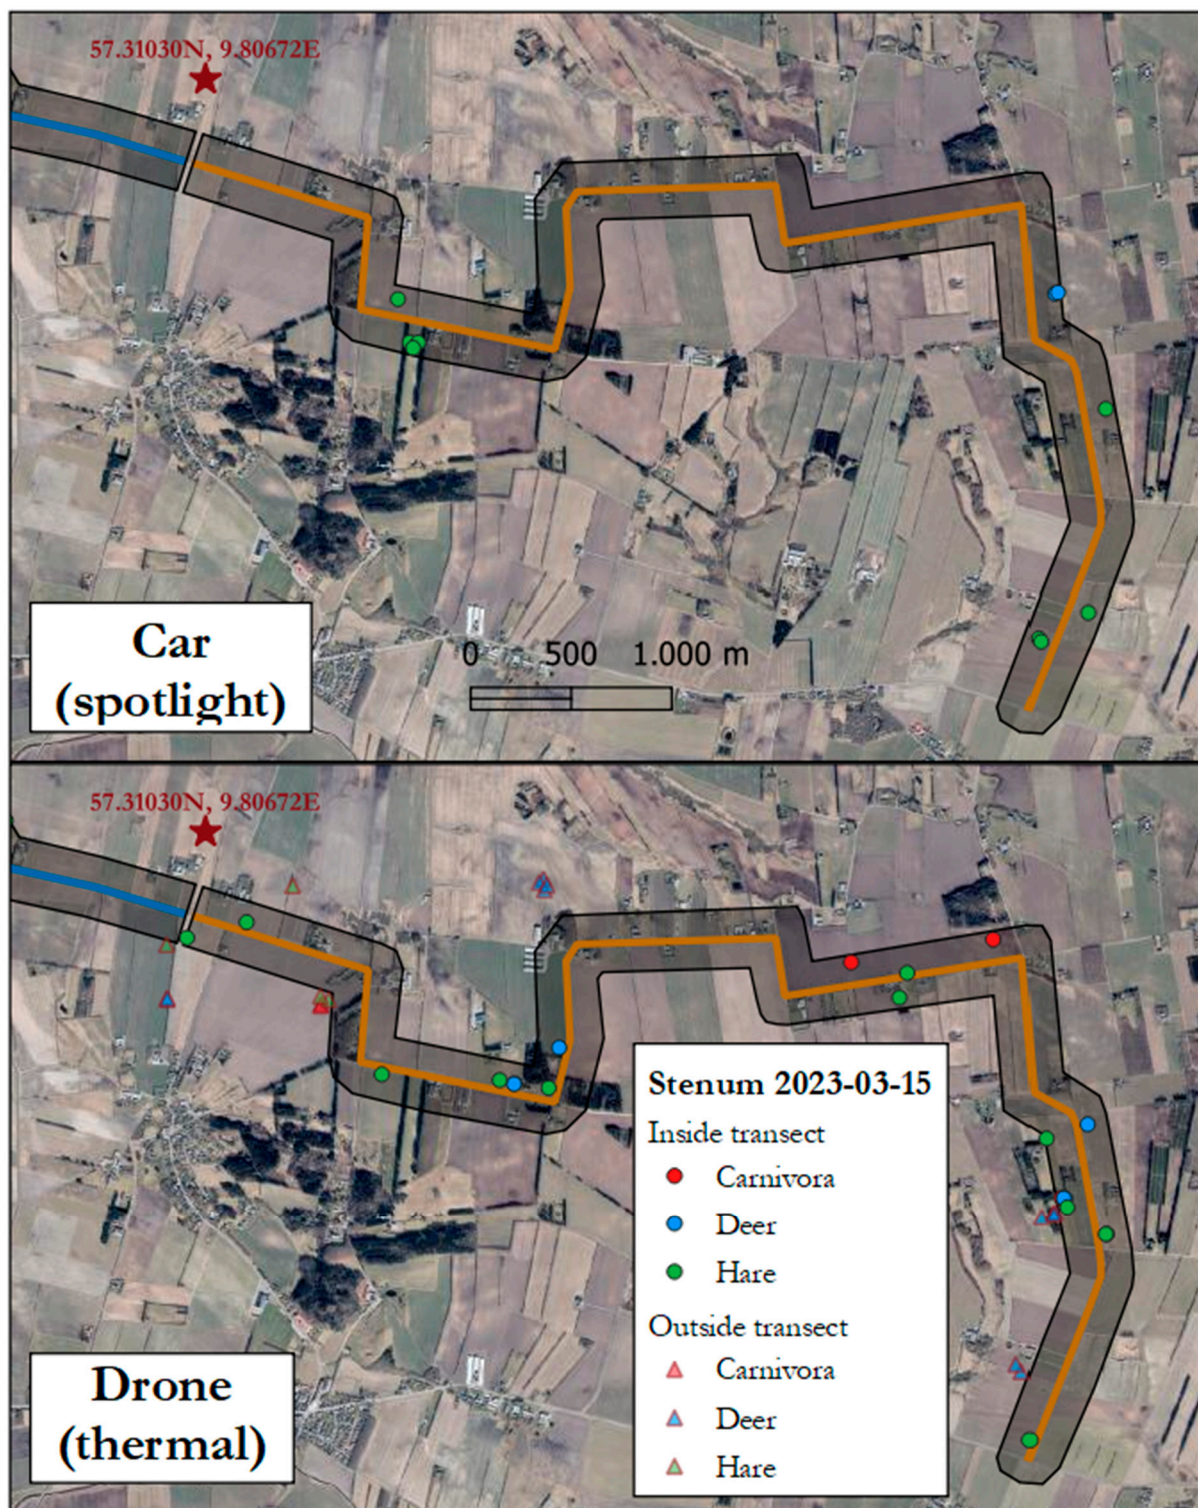 57.31030N, 9.80672E
Car
(spotlight)
0 500 1.000 m
57.31030N, 9.80672E
Stenum 2023-03-15
Inside transect
Carnivora
Deer
Hare
Outside transect
Carnivora
Deer
Hare
Drone
(thermal)